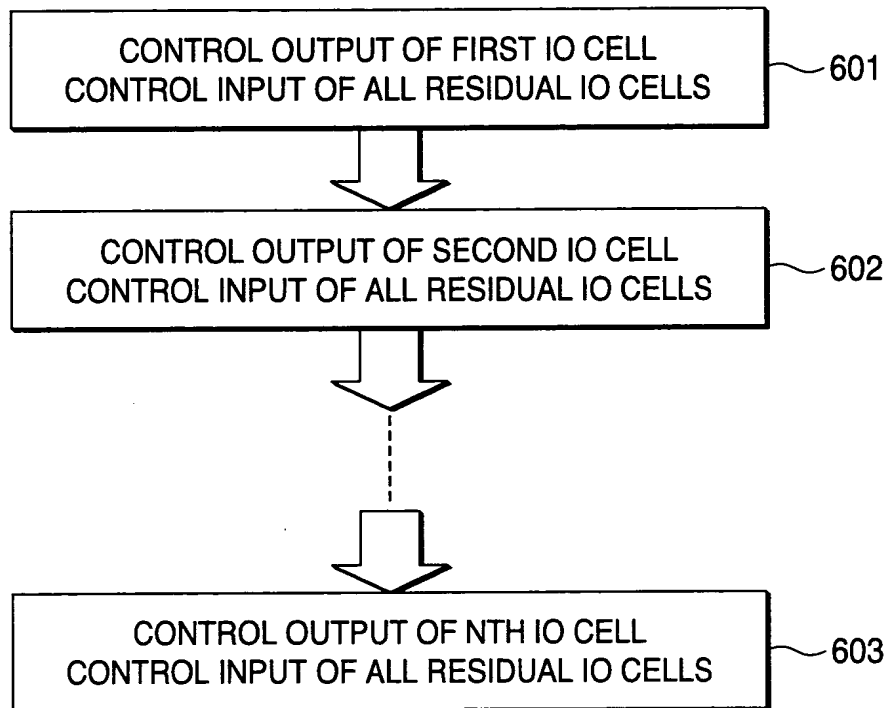 CONTROL OUTPUT OF FIRST IO CELL
CONTROL INPUT OF ALL RESIDUAL IO CELLS
601
CONTROL OUTPUT OF SECOND IO CELL
CONTROL INPUT OF ALL RESIDUAL IO CELLS
602
CONTROL OUTPUT OF NTH IO CELL
CONTROL INPUT OF ALL RESIDUAL IO CELLS
603